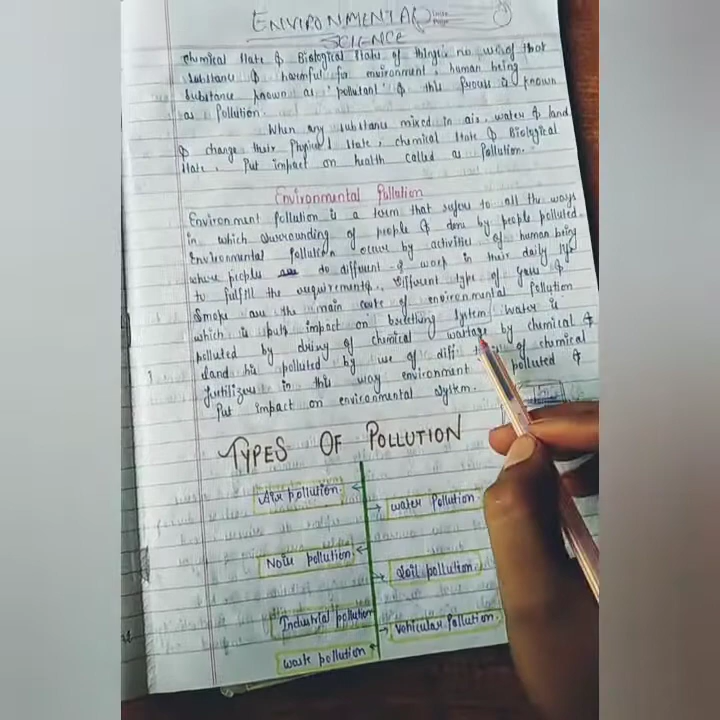 ENVIRONMENTAL
SCIENCE
chemical state & Biological state of things no use of that
substance & harmful for environment, human being
substance known as 'pollutant' & this process is known
as Pollution.
When any substance mixed in air, water & land
& change their Physical state, chemical state & Biological
state, Put impact on health called as Pollution.
Environmental Pollution
Environment Pollution is a term that refers to all the ways
in which surrounding of people & done by people polluted
Environmental Pollution occur by activities of human being
where peoples do different of work in their daily life
to fulfill the requirements, different type of gases &
Smoke are the main cause of environmental Pollution
which is puts impact on breathing system. Water is
polluted by of chemical wastage by chemical &
Land his polluted by use of diff of chemical
fertilizers in this way environment polluted &
Put impact on environmental system.
TYPES OF POLLUTION
Air pollution
water Pollution
Noise pollution
Soil pollution
Industrial pollution
Vehicular Pollution
waste pollution